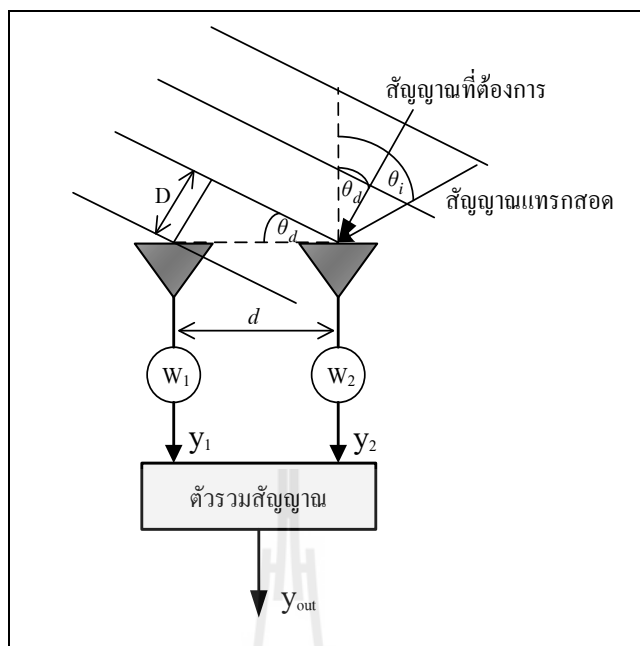 สัญญาณที่ต้องการ
D
θd
θi
สัญญาณแทรกสอด
θd
d
W1
W2
y1
y2
ตัวรวมสัญญาณ
yout